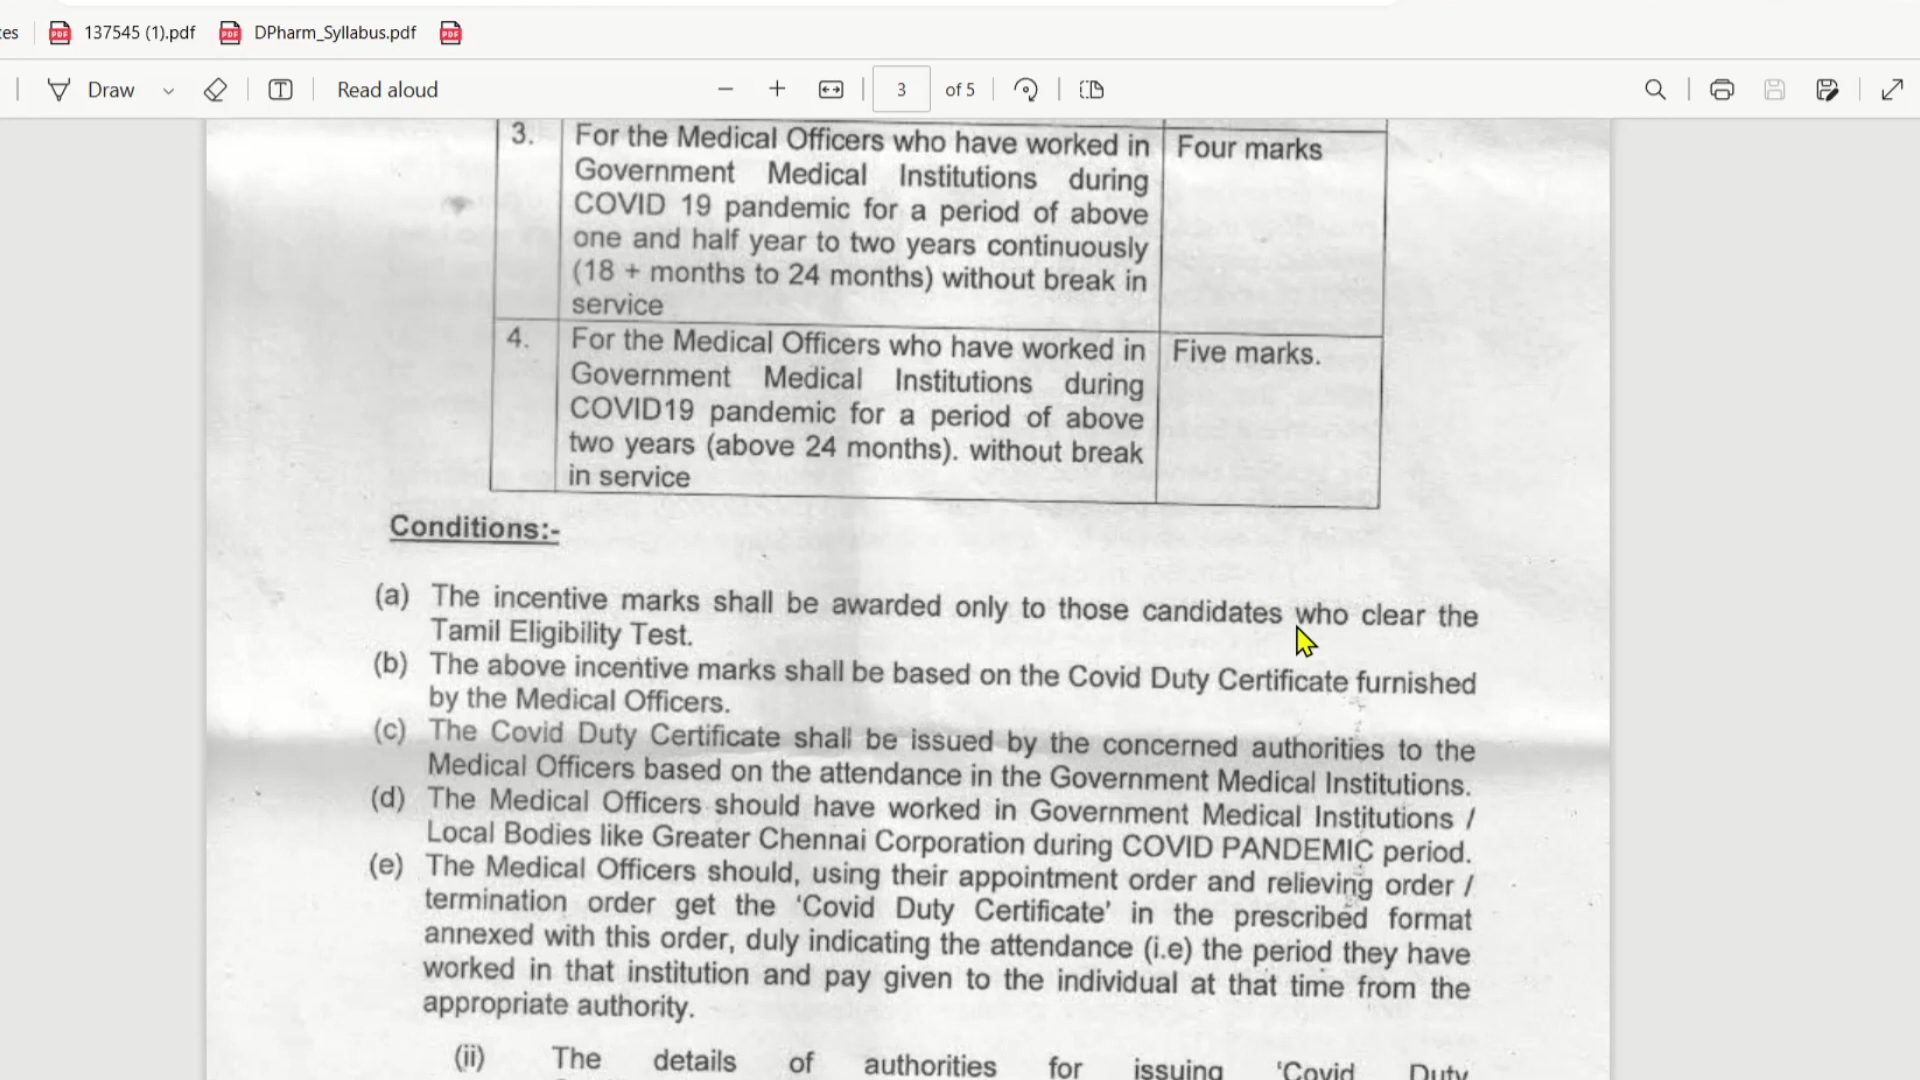 es
137545 (1).pdf
DPharm_Syllabus.pdf
Draw
Read aloud
3
of 5
3. For the Medical Officers who have worked in Four marks
Government Medical Institutions during
COVID 19 pandemic for a period of above
one and half year to two years continuously
(18 + months to 24 months) without break in
service
4. For the Medical Officers who have worked in Five marks.
Government Medical Institutions during
COVID19 pandemic for a period of above
two years (above 24 months). without break
in service
Conditions:-
(a) The incentive marks shall be awarded only to those candidates who clear the
Tamil Eligibility Test.
(b) The above incentive marks shall be based on the Covid Duty Certificate furnished
by the Medical Officers.
(c) The Covid Duty Certificate shall be issued by the concerned authorities to the
Medical Officers based on the attendance in the Government Medical Institutions.
(d) The Medical Officers should have worked in Government Medical Institutions /
Local Bodies like Greater Chennai Corporation during COVID PANDEMIC period.
(e) The Medical Officers should, using their appointment order and relieving order /
termination order get the 'Covid Duty Certificate' in the prescribed format
annexed with this order, duly indicating the attendance (i.e) the period they have
worked in that institution and pay given to the individual at that time from the
appropriate authority.
(ii) The details of authorities for issuing 'Covid Duty